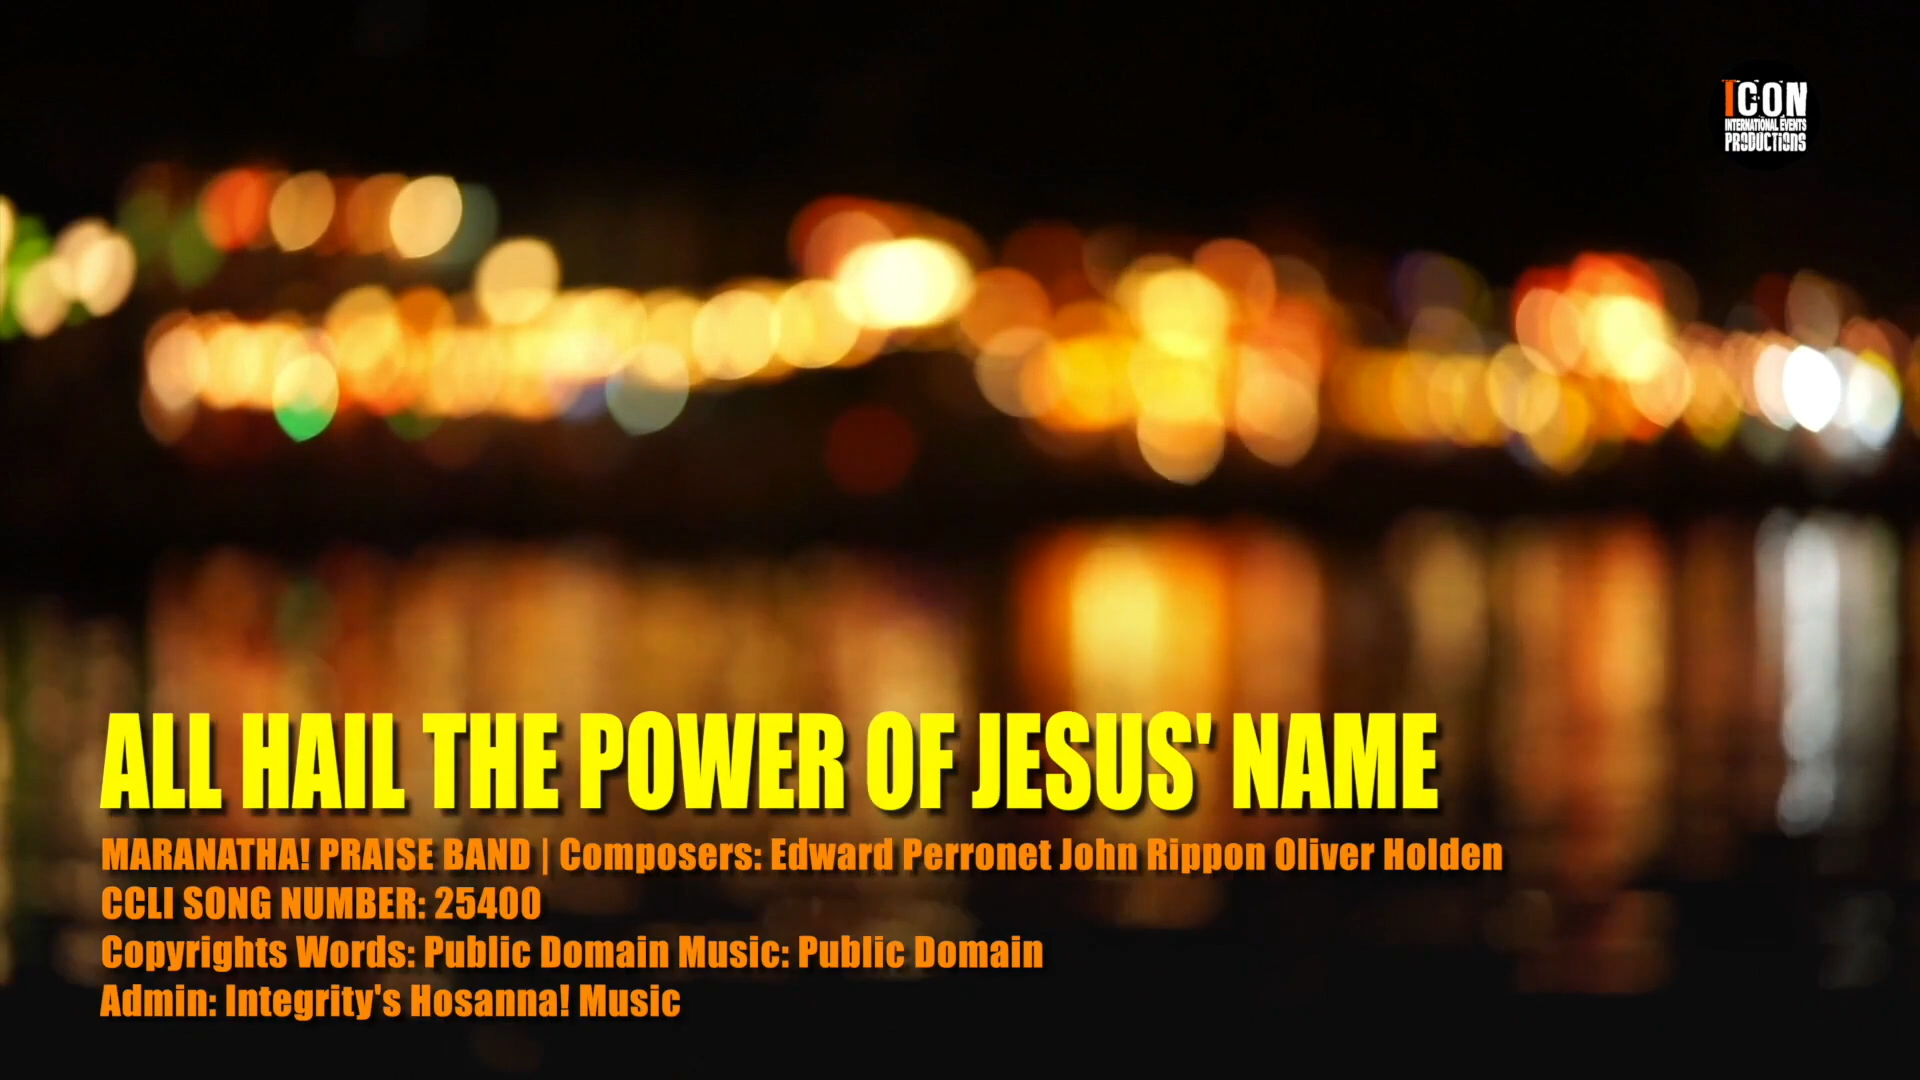 ICON
INTERNATIONAL EVENTS
PRODUCTIONS
ALL HAIL THE POWER OF JESUS' NAME
MARANATHA! PRAISE BAND | Composers: Edward Perronet John Rippon Oliver Holden
CCLI SONG NUMBER: 25400
Copyrights Words: Public Domain Music: Public Domain
Admin: Integrity's Hosanna! Music